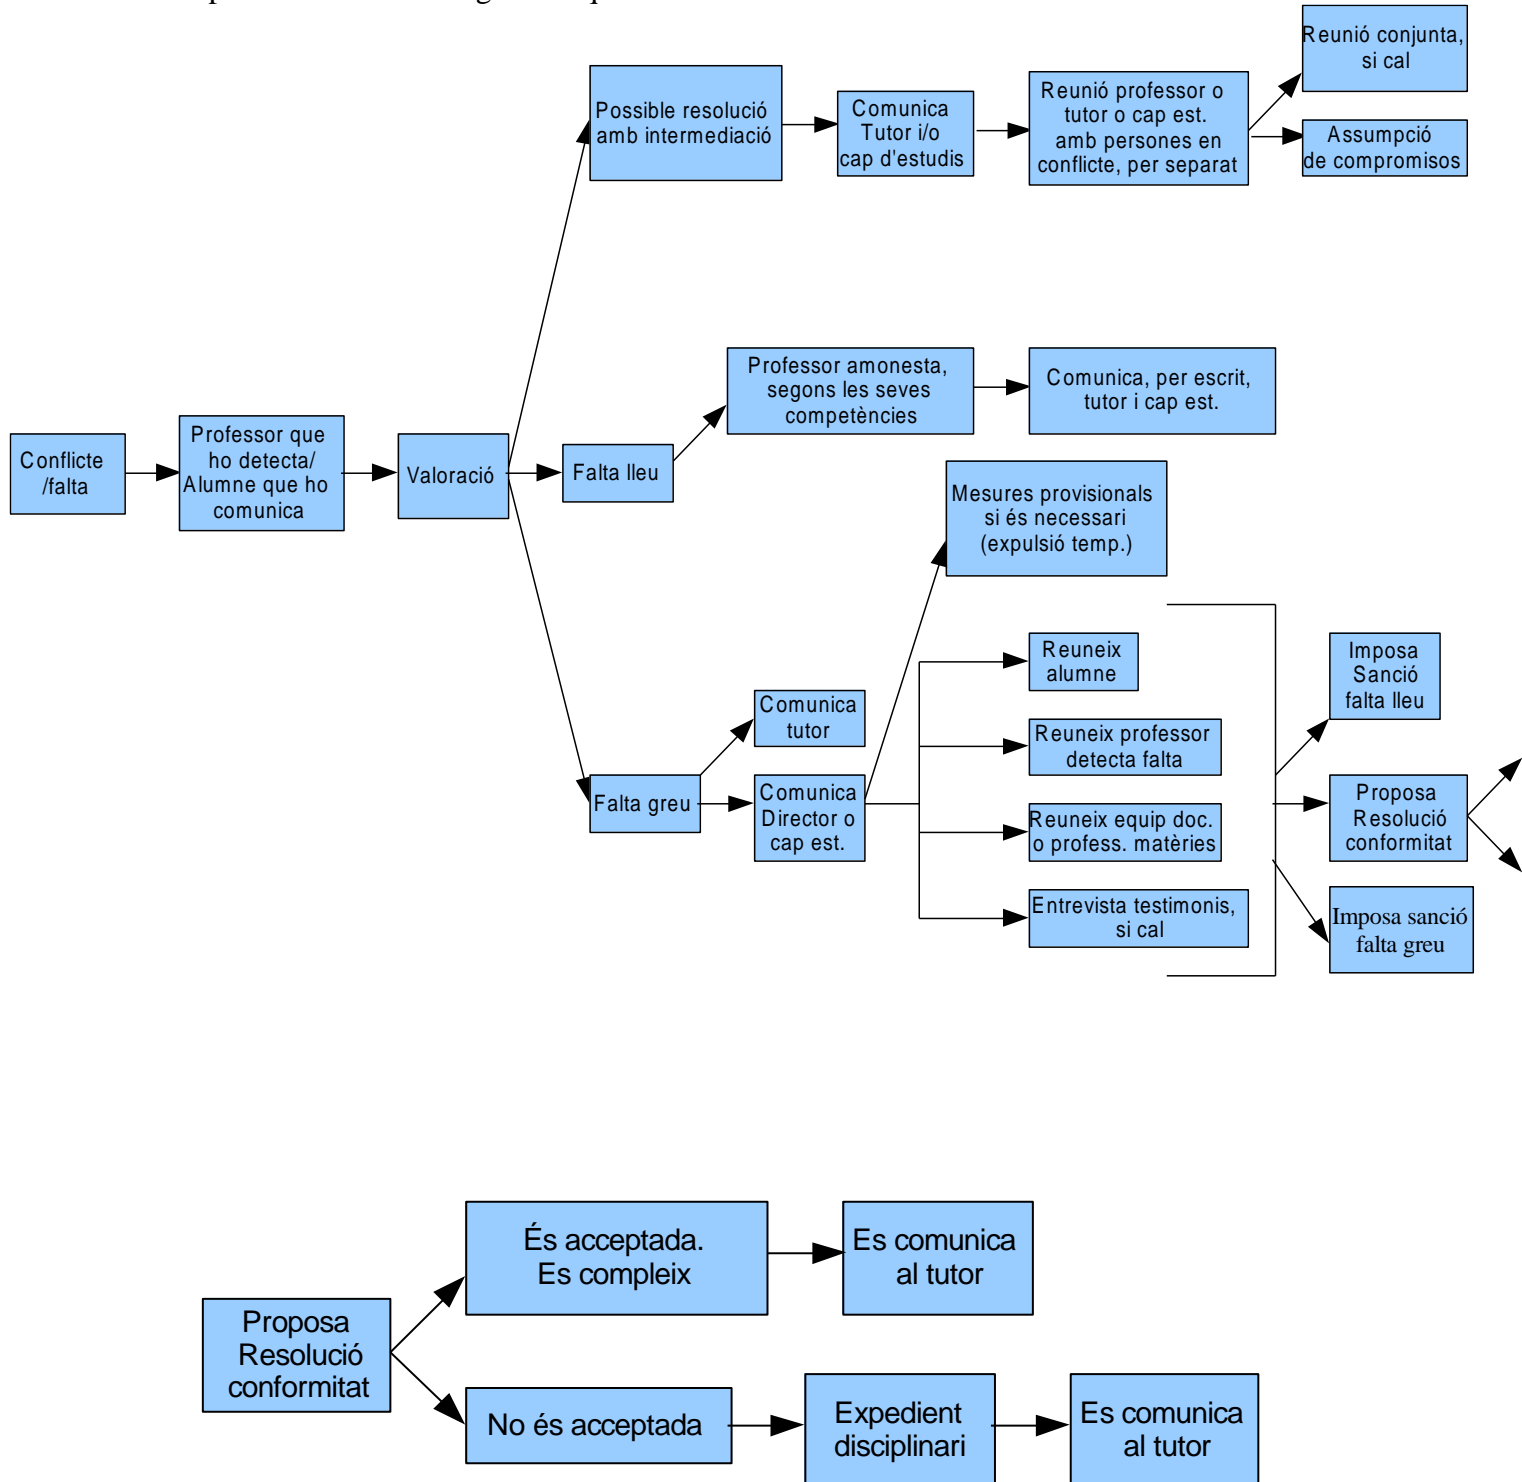 Reunió conjunta,
si cal
Possible resolució
amb intermediació
Comunica
Tutor i/o
cap d'estudis
Reunió professor o
tutor o cap est.
amb persones en
conflicte, per separat
Assumpció
de compromisos
Professor amonesta,
segons les seves
competències
Comunica, per escrit,
tutor i cap est.
Conflicte
/falta
Professor que
ho detecta/
Alumne que ho
comunica
Valoració
Falta lleu
Mesures provisionals
si és necessari
(expulsió temp.)
Reuneix
alumne
Imposa
Sanció
falta lleu
Comunica
tutor
Reuneix professor
detecta falta
Falta greu
Comunica
Director o
cap est.
Reuneix equip doc.
o profess. matèries
Proposa
Resolució
conformitat
Entrevista testimonis,
si cal
Imposa sanció
falta greu
És acceptada.
Es compleix
Es comunica
al tutor
Proposa
Resolució
conformitat
No és acceptada
Expedient
disciplinari
Es comunica
al tutor